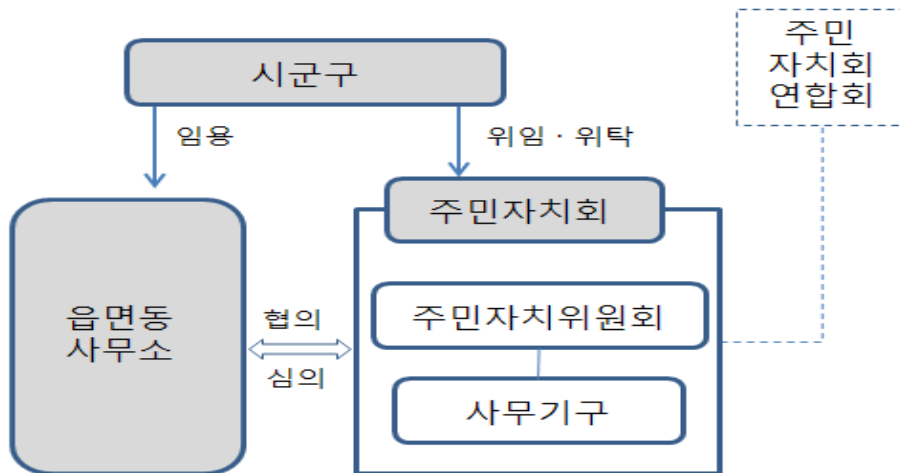 시군구
주민
자치회
연합회
임용
위임 · 위탁
주민자치회
읍면동
사무소
협의
심의
주민자치위원회
사무기구